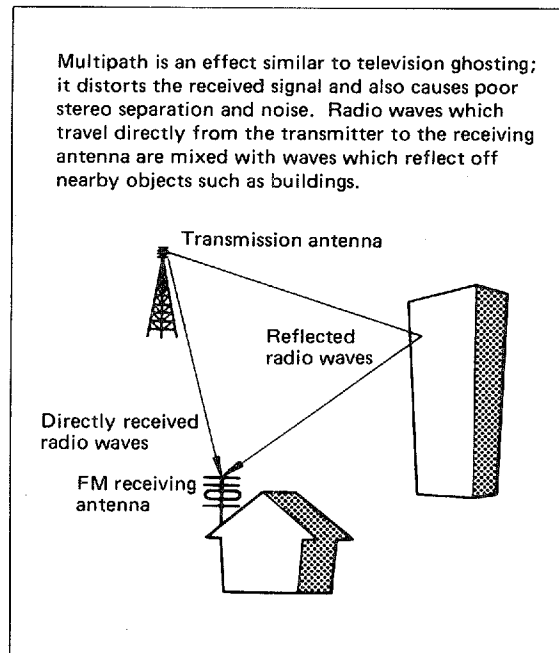 Multipath is an effect similar to television ghosting;
it distorts the received signal and also causes poor
stereo separation and noise. Radio waves which
travel directly from the transmitter to the receiving
antenna are mixed with waves which reflect off
nearby objects such as buildings.
Transmission antenna
Reflected
radio waves
Directly received
radio waves
FM receiving
antenna